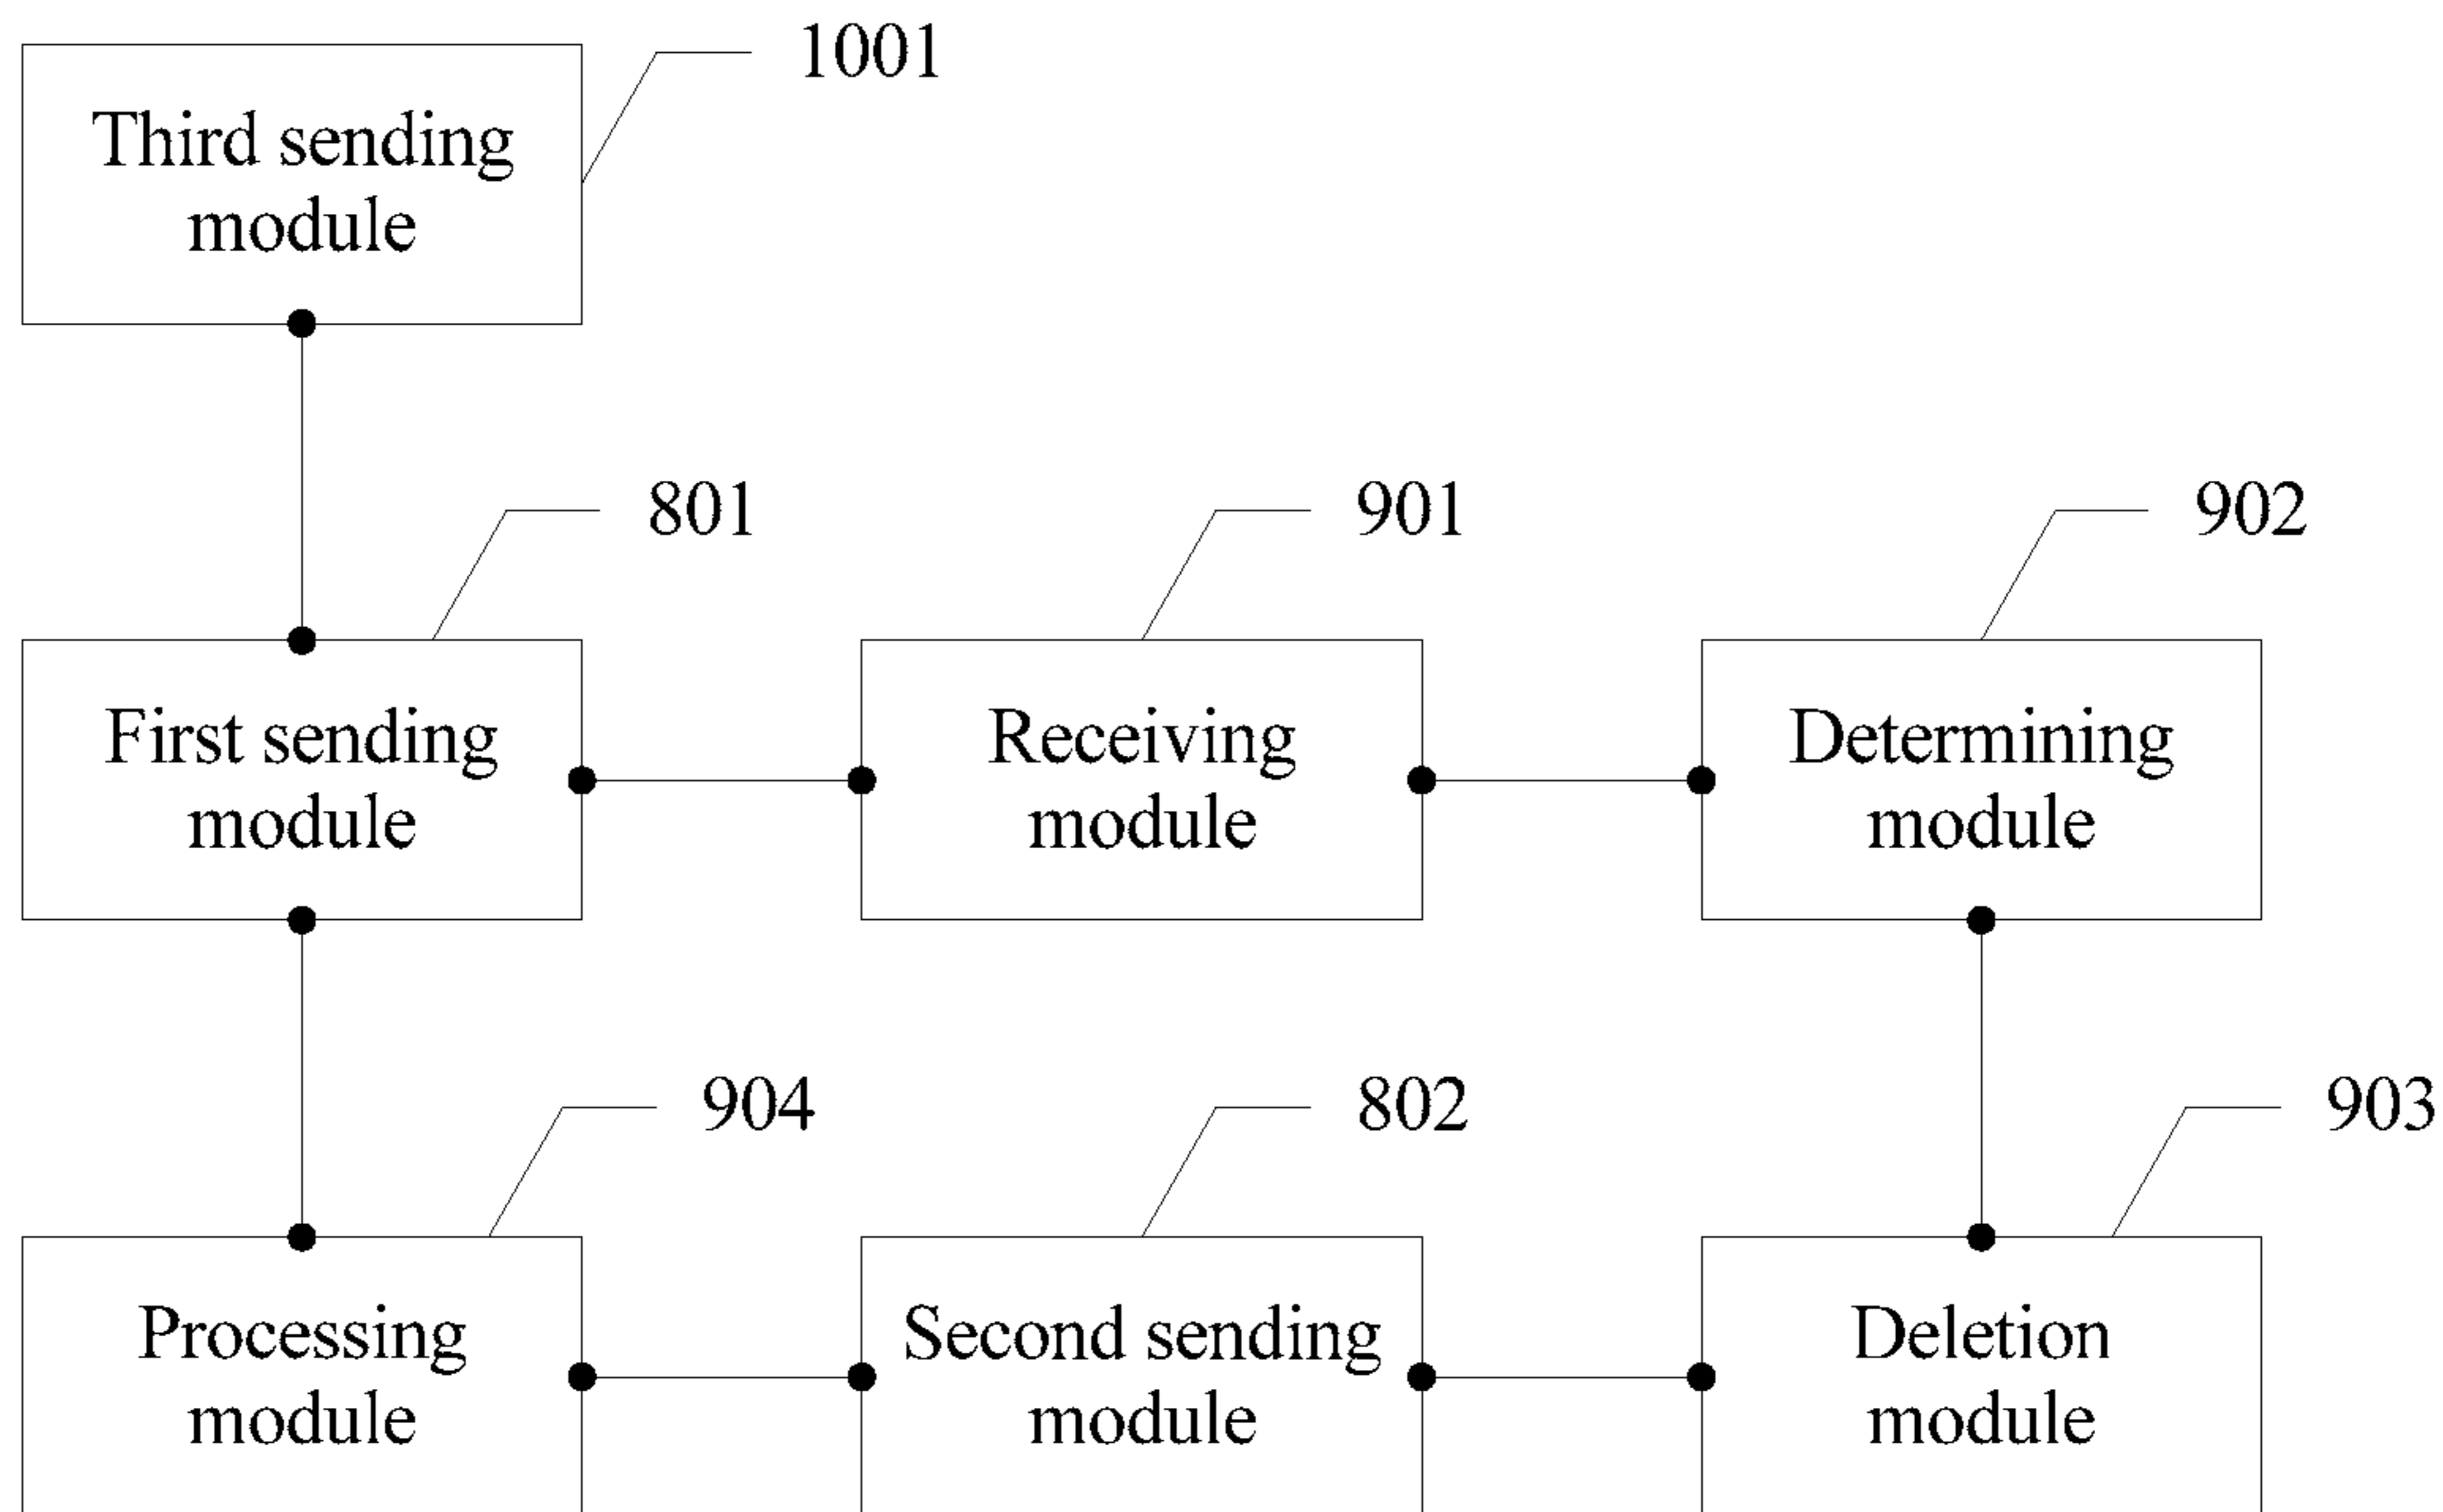 1001
Third sending
module
801
901
902
First sending
module
Receiving
module
Determining
module
904
802
903
Processing
module
Second sending
module
Deletion
module